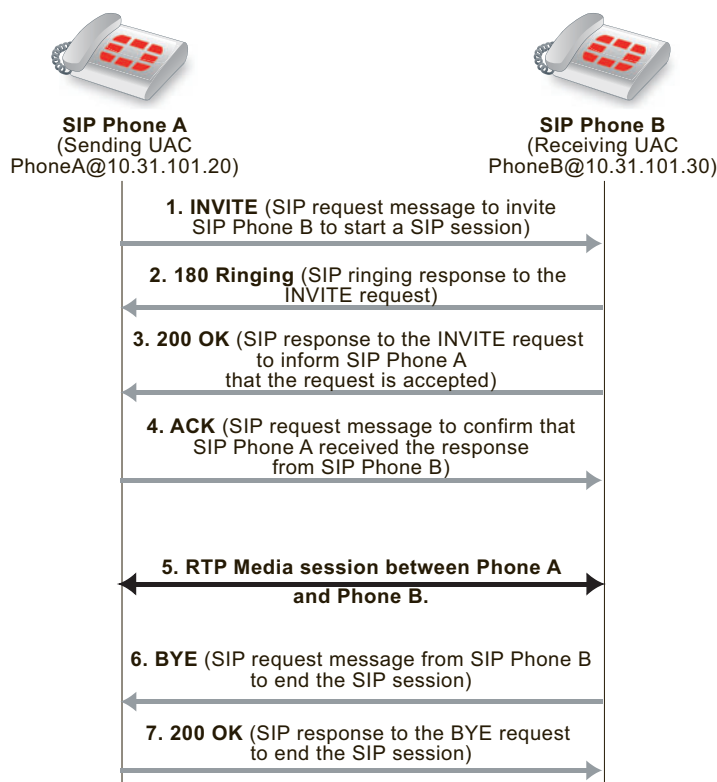 SIP Phone A
(Sending UAC
PhoneA@10.31.101.20)
SIP Phone B
(Receiving UAC
PhoneB@10.31.101.30)
1. INVITE (SIP request message to invite
SIP Phone B to start a SIP session)
2. 180 Ringing (SIP ringing response to the
INVITE request)
3. 200 OK (SIP response to the INVITE request
to inform SIP Phone A
that the request is accepted)
4. ACK (SIP request message to confirm that
SIP Phone A received the response
from SIP Phone B)
5. RTP Media session between Phone A
and Phone B.
6. BYE (SIP request message from SIP Phone B
to end the SIP session)
7. 200 OK (SIP response to the BYE request
to end the SIP session)